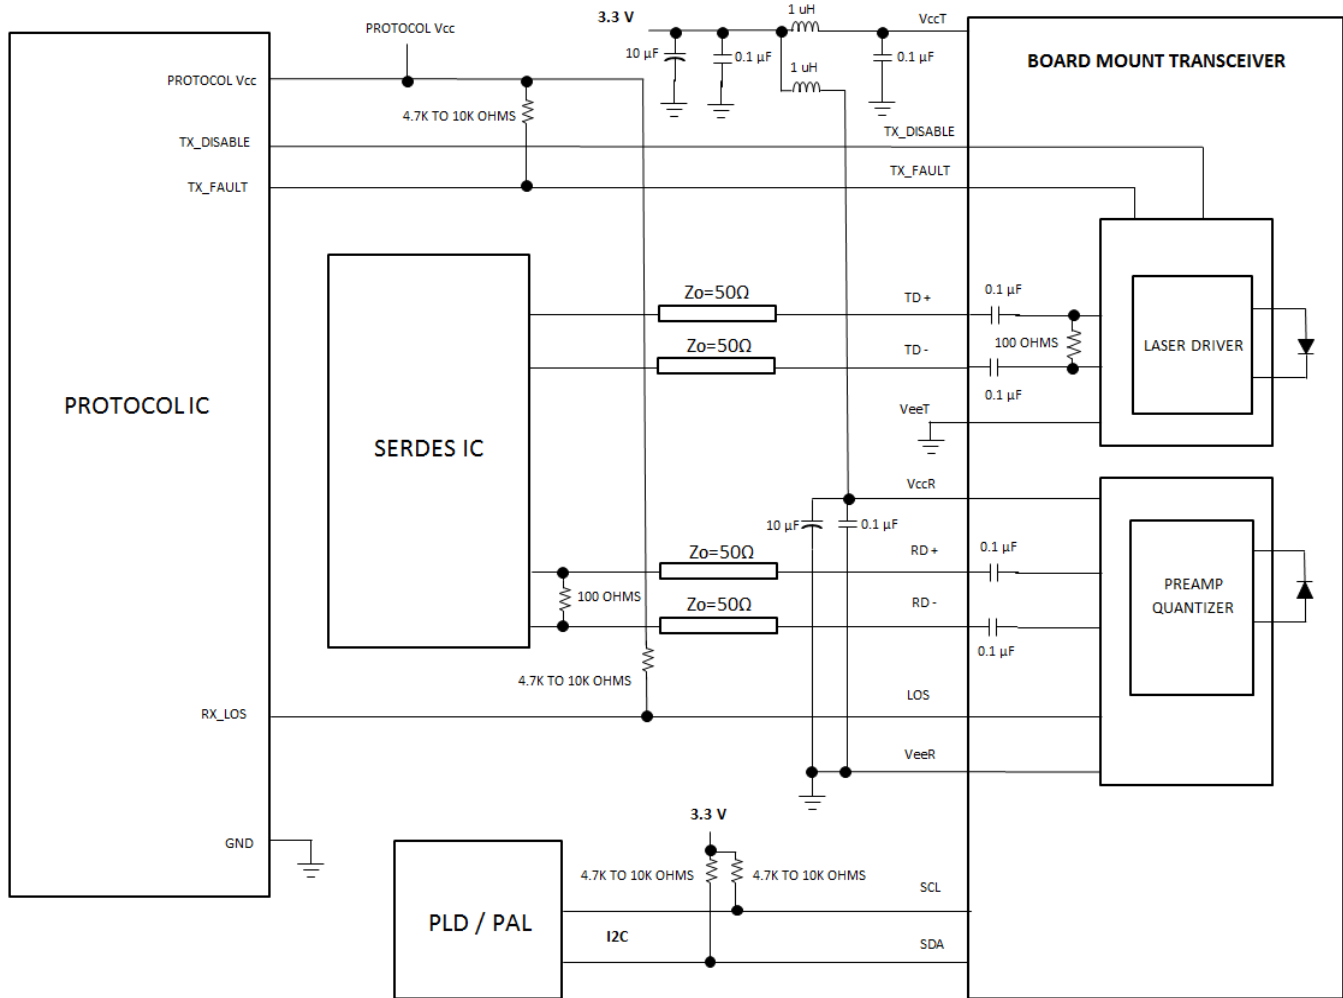 1 uH
3.3 V
VccT
PROTOCOL Vcc
10 µF
0.1 µF
0.1 µF
BOARD MOUNT TRANSCEIVER
1 uH
PROTOCOL Vcc
4.7K TO 10K OHMS
TX_DISABLE
TX_DISABLE
TX_FAULT
TX_FAULT
Zo=50Ω
TD +
0.1 µF
Zo=50Ω
TD -
100 OHMS
LASER DRIVER
0.1 µF
PROTOCOL IC
VeeT
SERDES IC
VccR
10 µF
0.1 µF
Zo=50Ω
RD +
0.1 µF
PREAMP
QUANTIZER
100 OHMS
Zo=50Ω
RD -
0.1 µF
4.7K TO 10K OHMS
LOS
RX_LOS
VeeR
3.3 V
GND
4.7K TO 10K OHMS
4.7K TO 10K OHMS
SCL
PLD / PAL
I2C
SDA